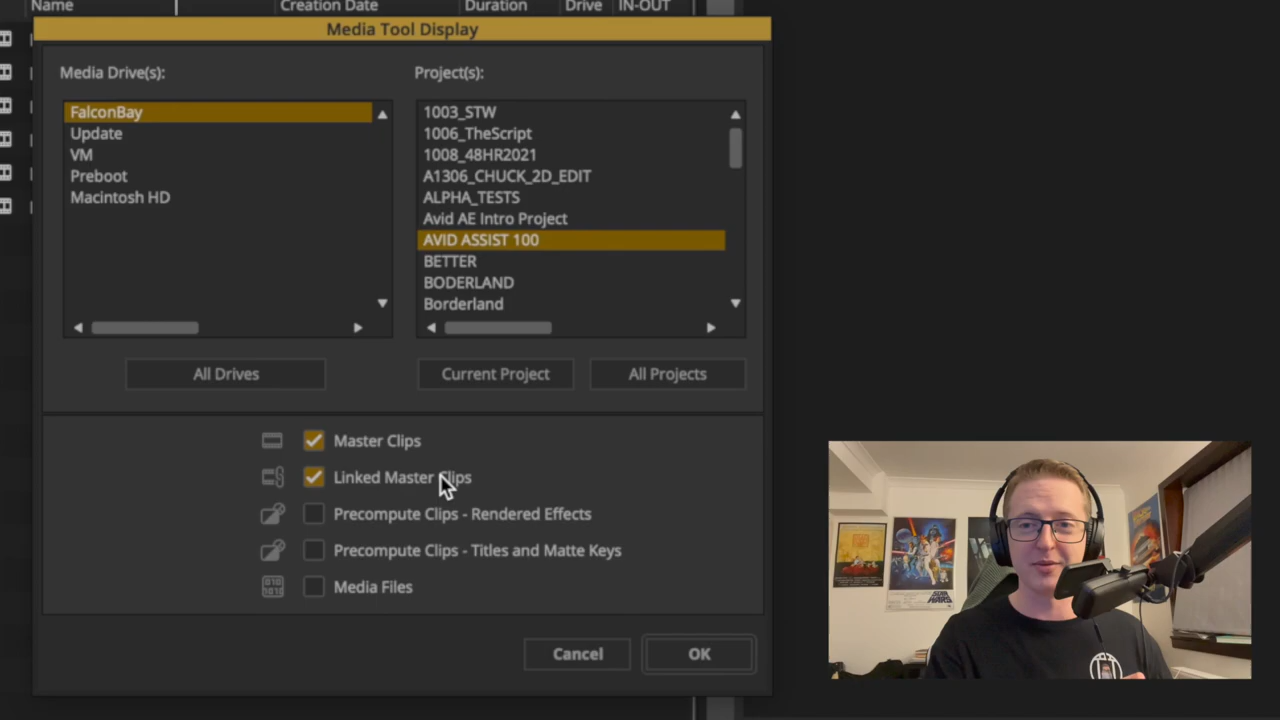 Name Creation Date Duration Drive IN-OUT
Media Tool Display
Media Drive(s): Project(s):
FalconBay
Update
VM
Preboot
Macintosh HD
1003_STW
1006_TheScript
1008_48HR2021
A1306_CHUCK_2D_EDIT
ALPHA_TESTS
Avid AE Intro Project
AVID ASSIST 100
BETTER
BODERLAND
Borderland
All Drives Current Project All Projects
Master Clips
Linked Master Clips
Precompute Clips - Rendered Effects
Precompute Clips - Titles and Matte Keys
Media Files
Cancel OK
STAR
WARS